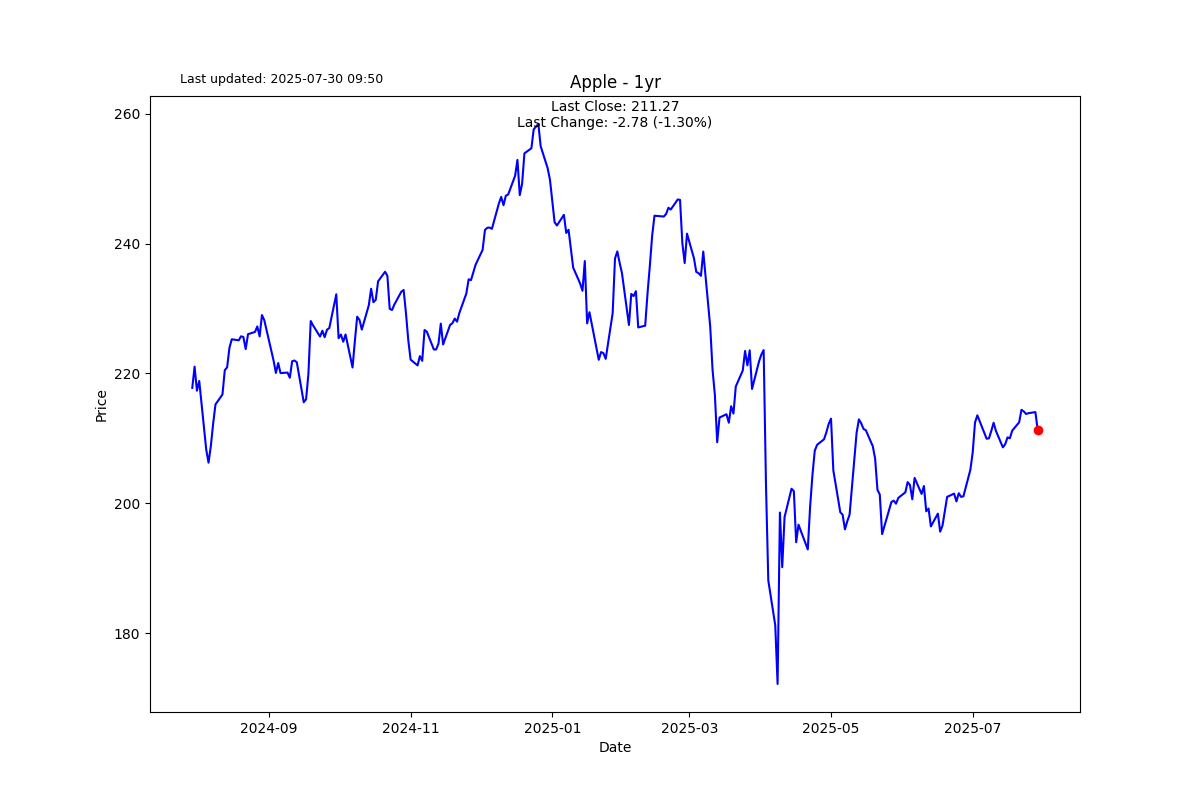 Last updated: 2025-07-30 09:50
Apple - 1yr
Last Close: 211.27
Last Change: -2.78 (-1.30%)
260
240
220
200
180
Price
2024-09
2024-11
2025-01
2025-03
2025-05
2025-07
Date